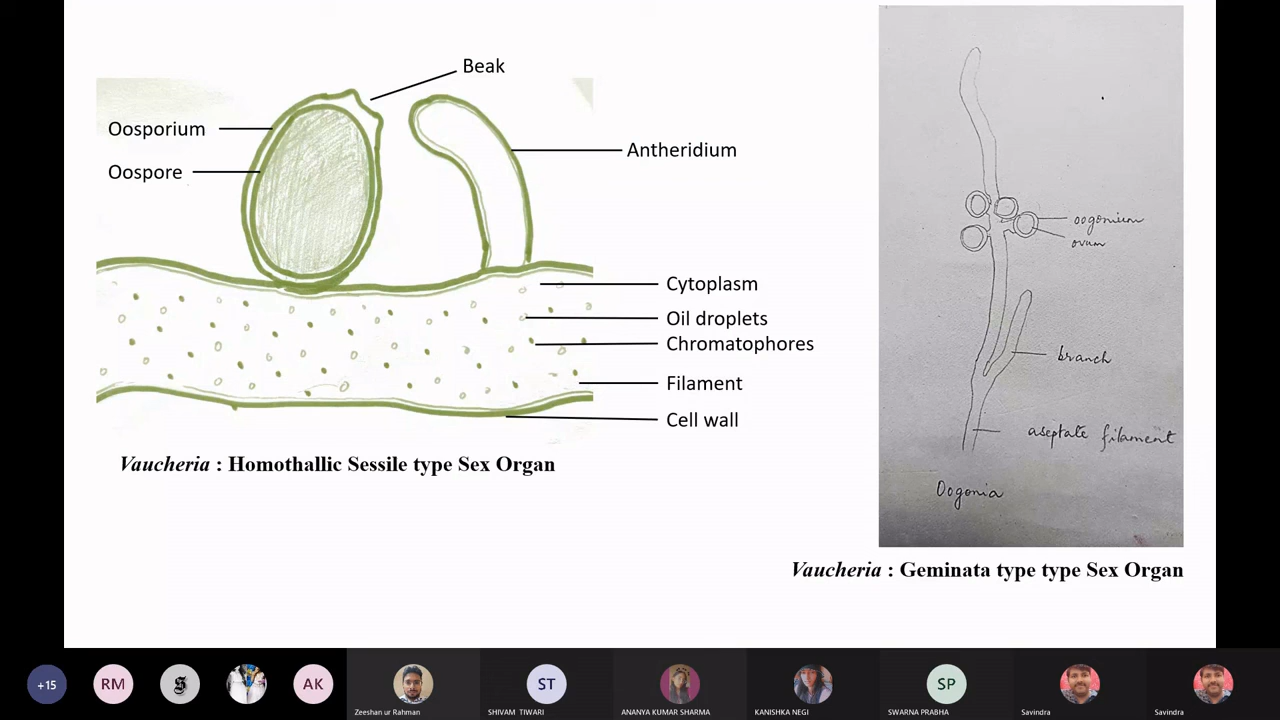 Beak
Oosporium
Oospore
Antheridium
Cytoplasm
Oil droplets
Chromatophores
Filament
Cell wall
Vaucheria : Homothallic Sessile type Sex Organ
oogonium
ovum
branch
aseptate filament
Oogonia
Vaucheria : Geminata type type Sex Organ
+15
RM
S
AK
Zeeshan ur Rahman
ST
SHIVAM TIWARI
ANANYA KUMAR SHARMA
KANISHKA NEGI
SP
SWARNA PRABHA
Savindra
Savindra